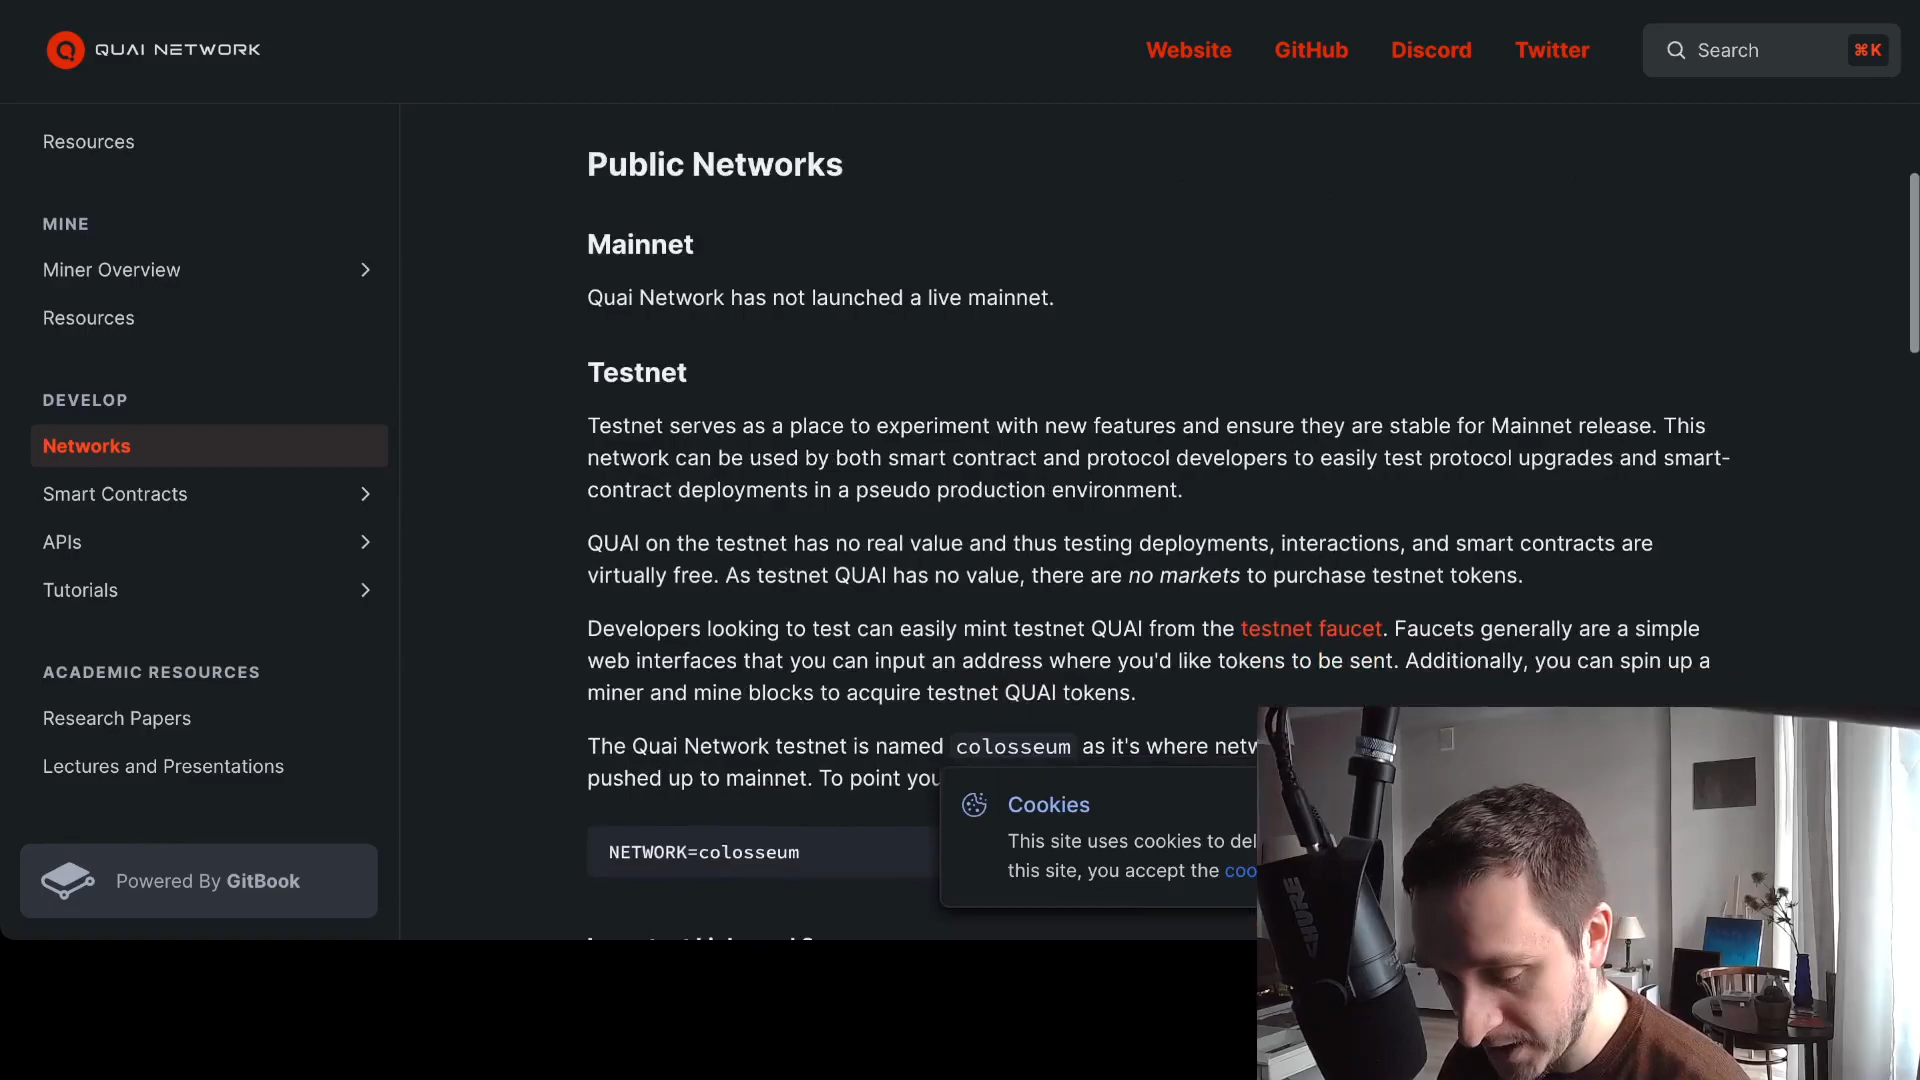 QUAI NETWORK
Website
GitHub
Discord
Twitter
Search
⌘K
Resources
MINE
Miner Overview
Resources
DEVELOP
Networks
Smart Contracts
APIs
Tutorials
ACADEMIC RESOURCES
Research Papers
Lectures and Presentations
Powered By GitBook
Public Networks
Mainnet
Quai Network has not launched a live mainnet.
Testnet
Testnet serves as a place to experiment with new features and ensure they are stable for Mainnet release. This
network can be used by both smart contract and protocol developers to easily test protocol upgrades and smart-
contract deployments in a pseudo production environment.
QUAI on the testnet has no real value and thus testing deployments, interactions, and smart contracts are
virtually free. As testnet QUAI has no value, there are no markets to purchase testnet tokens.
Developers looking to test can easily mint testnet QUAI from the testnet faucet. Faucets generally are a simple
web interfaces that you can input an address where you'd like tokens to be sent. Additionally, you can spin up a
miner and mine blocks to acquire testnet QUAI tokens.
The Quai Network testnet is named colosseum as it's where netw
pushed up to mainnet. To point you
NETWORK=colosseum
Cookies
This site uses cookies to del
this site, you accept the coo
SHURE